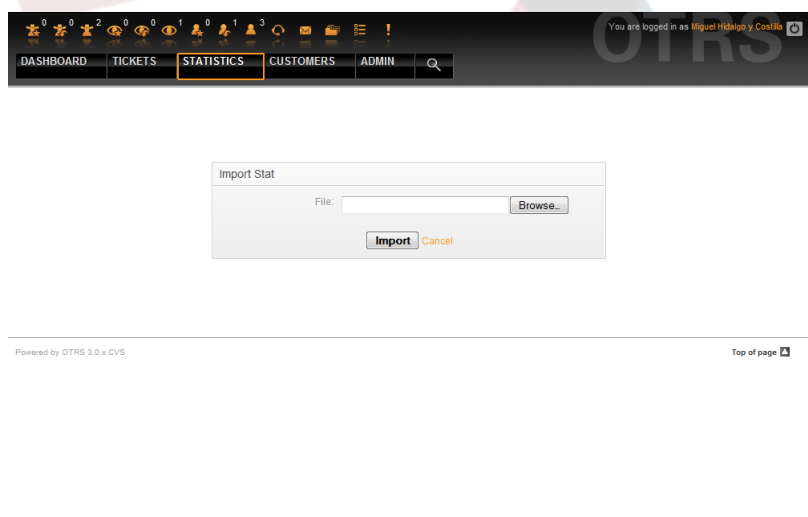 0 0 2 0 0 1 0 1 3
You are logged in as Miguel Hidalgo y Costilla
OTRS
DASHBOARD TICKETS STATISTICS CUSTOMERS ADMIN
Import Stat
File: Browse..
Import Cancel
Powered by OTRS 3.0.x CVS Top of page